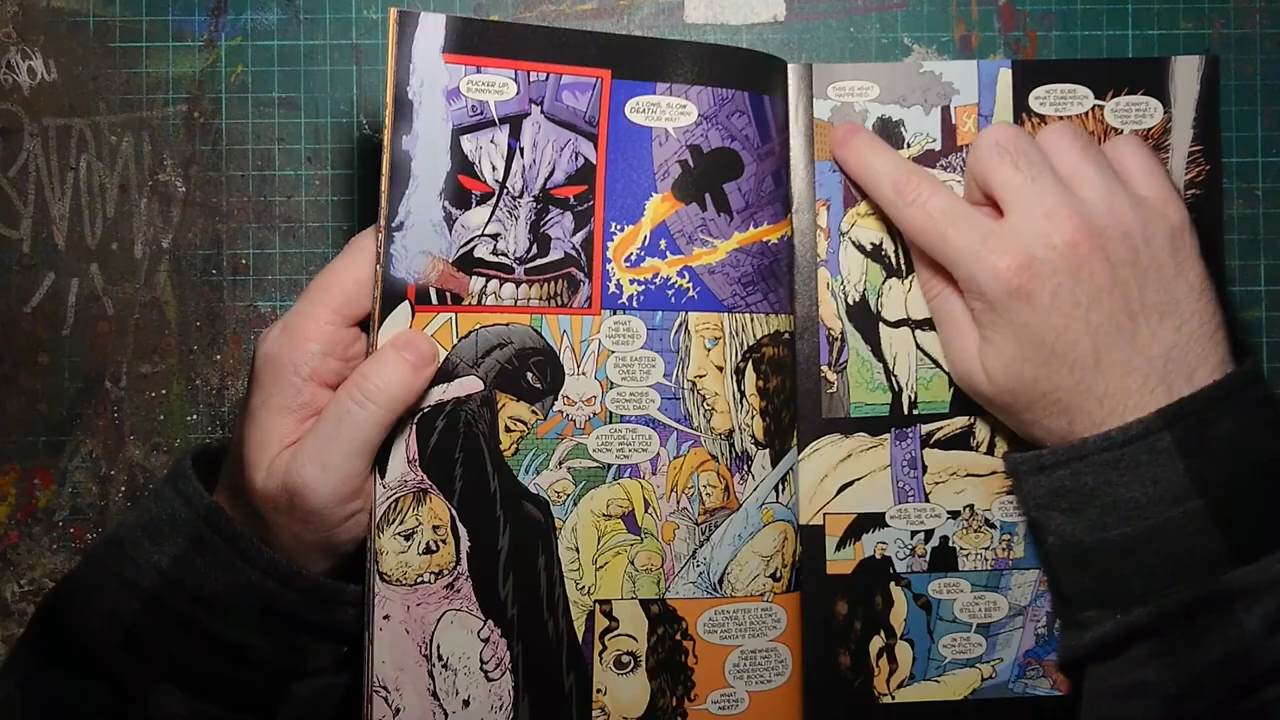 PUCKER UP,
BUNNYKINS--
A LONG, SLOW
DEATH IS COMIN'
YOUR WAY!
WHAT
THE HELL
HAPPENED
HERE?
THE EASTER
BUNNY TOOK
OVER THE
WORLD?
NO MOSS
GROWING ON
YOU, DAD!
CAN THE
ATTITUDE, LITTLE
LADY. WHAT YOU
KNOW, WE KNOW...
NOW!
EVEN AFTER IT WAS
ALL OVER, I COULDN'T
FORGET THAT BOOK, THE
PAIN AND DESTRUCTION...
SANTA'S DEATH.
SOMEWHERE,
THERE HAD TO
BE A REALITY THAT
CORRESPONDED TO
THE BOOK. I HAD
TO KNOW--
WHAT
HAPPENED
NEXT?
THIS IS WHAT
HAPPENED...
NOT SURE
WHAT DIMENSION
MY BRAIN'S IN,
BUT--
IF JENNY'S
SAYING WHAT I
THINK SHE'S
SAYING--
YES. THIS IS
WHERE HE CAME
FROM.
I READ
THE BOOK.
AND
LOOK--IT'S
STILL A BEST
SELLER.
IN THE
NON-FICTION
CHART!